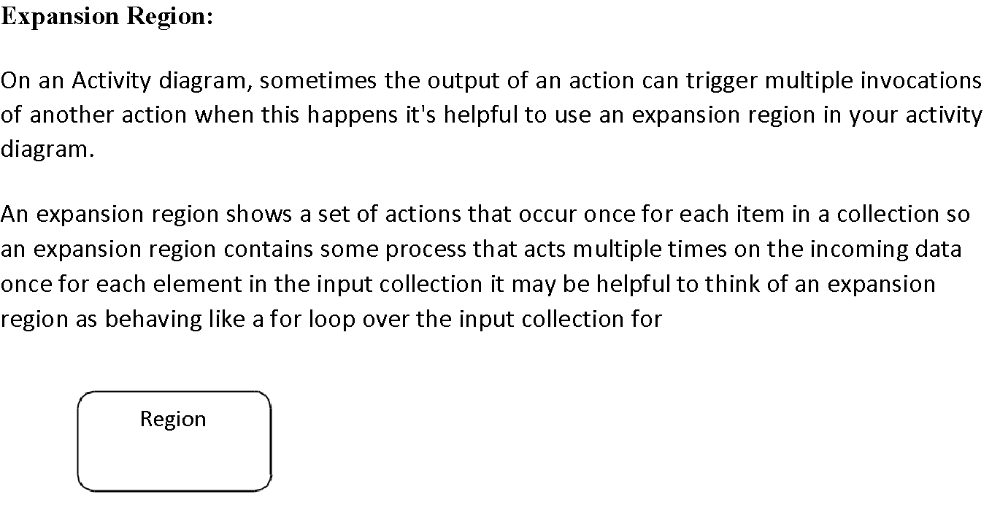 Expansion Region:
On an Activity diagram, sometimes the output of an action can trigger multiple invocations
of another action when this happens it's helpful to use an expansion region in your activity
diagram.
An expansion region shows a set of actions that occur once for each item in a collection so
an expansion region contains some process that acts multiple times on the incoming data
once for each element in the input collection it may be helpful to think of an expansion
region as behaving like a for loop over the input collection for
Region